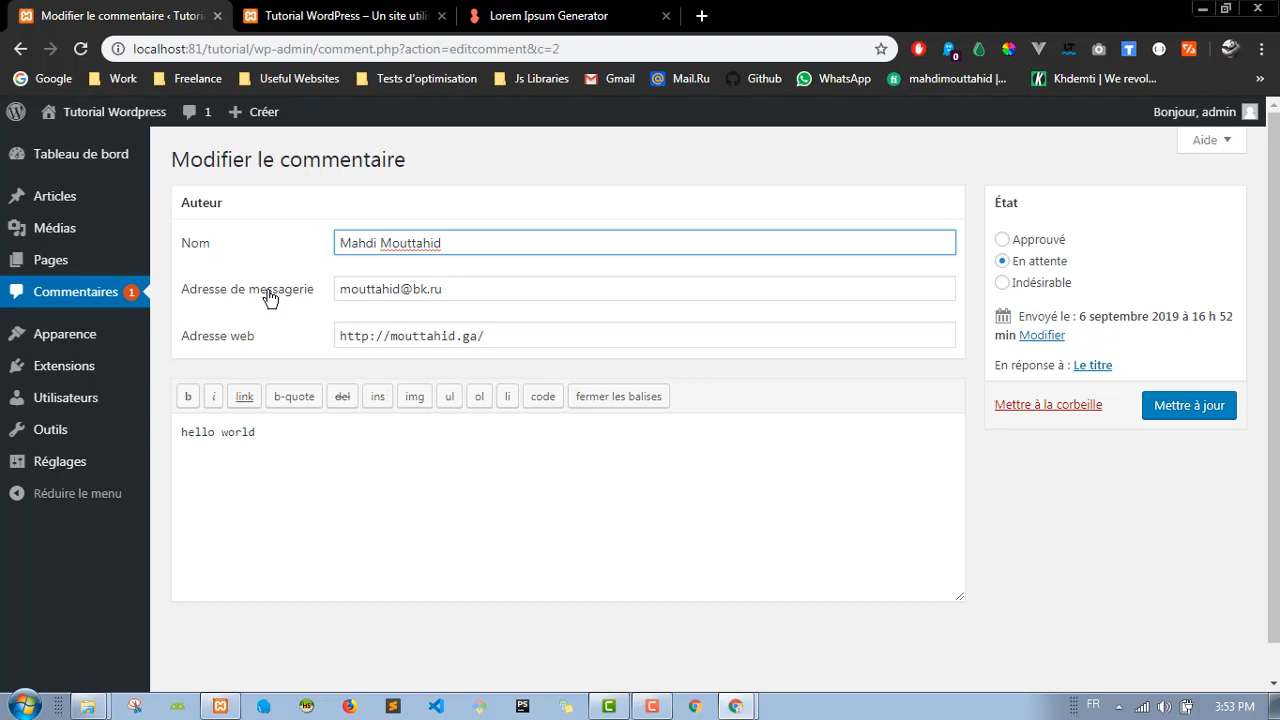 Modifier le commentaire ‹ Tutori
Tutorial WordPress – Un site utili
Lorem Ipsum Generator
localhost:81/tutorial/wp-admin/comment.php?action=editcomment&c=2
0
Google
Work
Freelance
Useful Websites
Tests d'optimisation
Js Libraries
Gmail
Mail.Ru
Github
WhatsApp
mahdimouttahid |...
Khdemti | We revol...
»
Tutorial Wordpress
1
Créer
Bonjour, admin
Tableau de bord
Articles
Médias
Pages
Commentaires 1
Apparence
Extensions
Utilisateurs
Outils
Réglages
Réduire le menu
Aide
Modifier le commentaire
Auteur
Nom
Mahdi Mouttahid
Adresse de messagerie
mouttahid@bk.ru
Adresse web
http://mouttahid.ga/
b
i
link
b-quote
del
ins
img
ul
ol
li
code
fermer les balises
hello world
État
Approuvé
En attente
Indésirable
Envoyé le : 6 septembre 2019 à 16 h 52
min Modifier
En réponse à : Le titre
Mettre à la corbeille
Mettre à jour
FR
3:53 PM